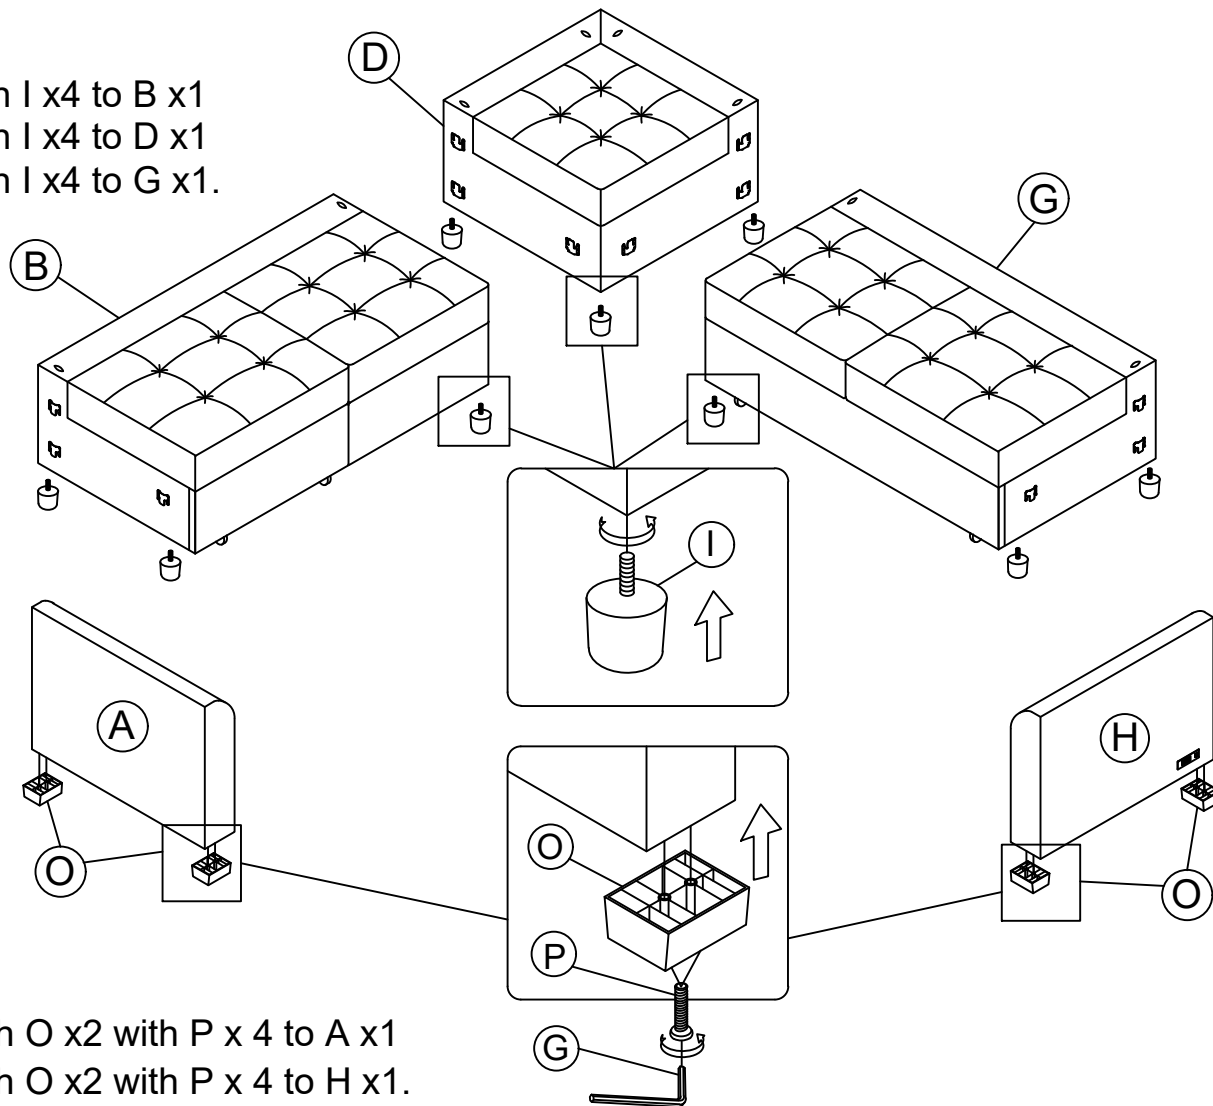 h I x4 to B x1
h I x4 to D x1
h I x4 to G x1.
D
G
B
I
A
H
O
O
O
P
G
h O x2 with P x 4 to A x1
h O x2 with P x 4 to H x1.